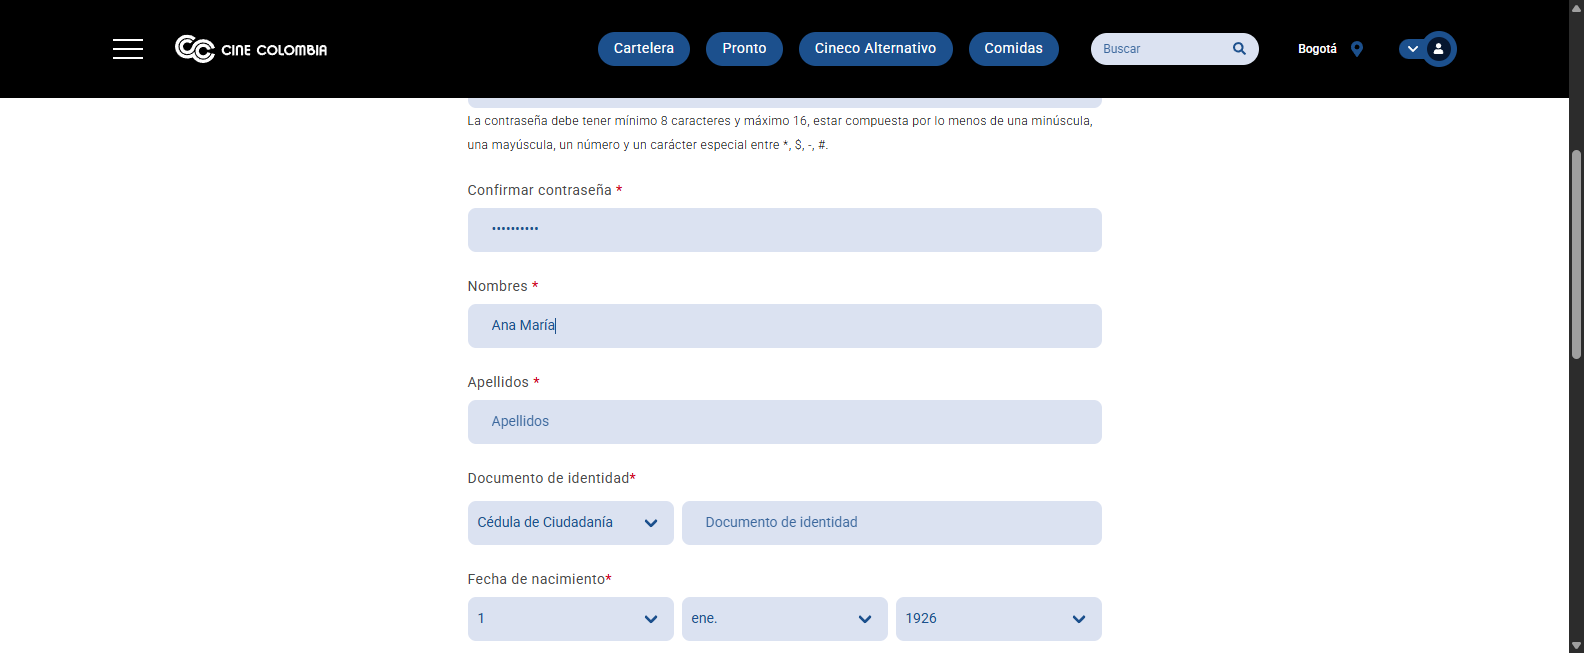 CINE COLOMBIA
Cartelera
Pronto
Cineco Alternativo
Comidas
Buscar
Bogotá
La contraseña debe tener mínimo 8 caracteres y máximo 16, estar compuesta por lo menos de una minúscula,
una mayúscula, un número y un carácter especial entre *, $, -, #.
Confirmar contraseña *
••••••••••
Nombres *
Ana María
Apellidos *
Apellidos
Documento de identidad*
Cédula de Ciudadanía
Documento de identidad
Fecha de nacimiento*
1
ene.
1926